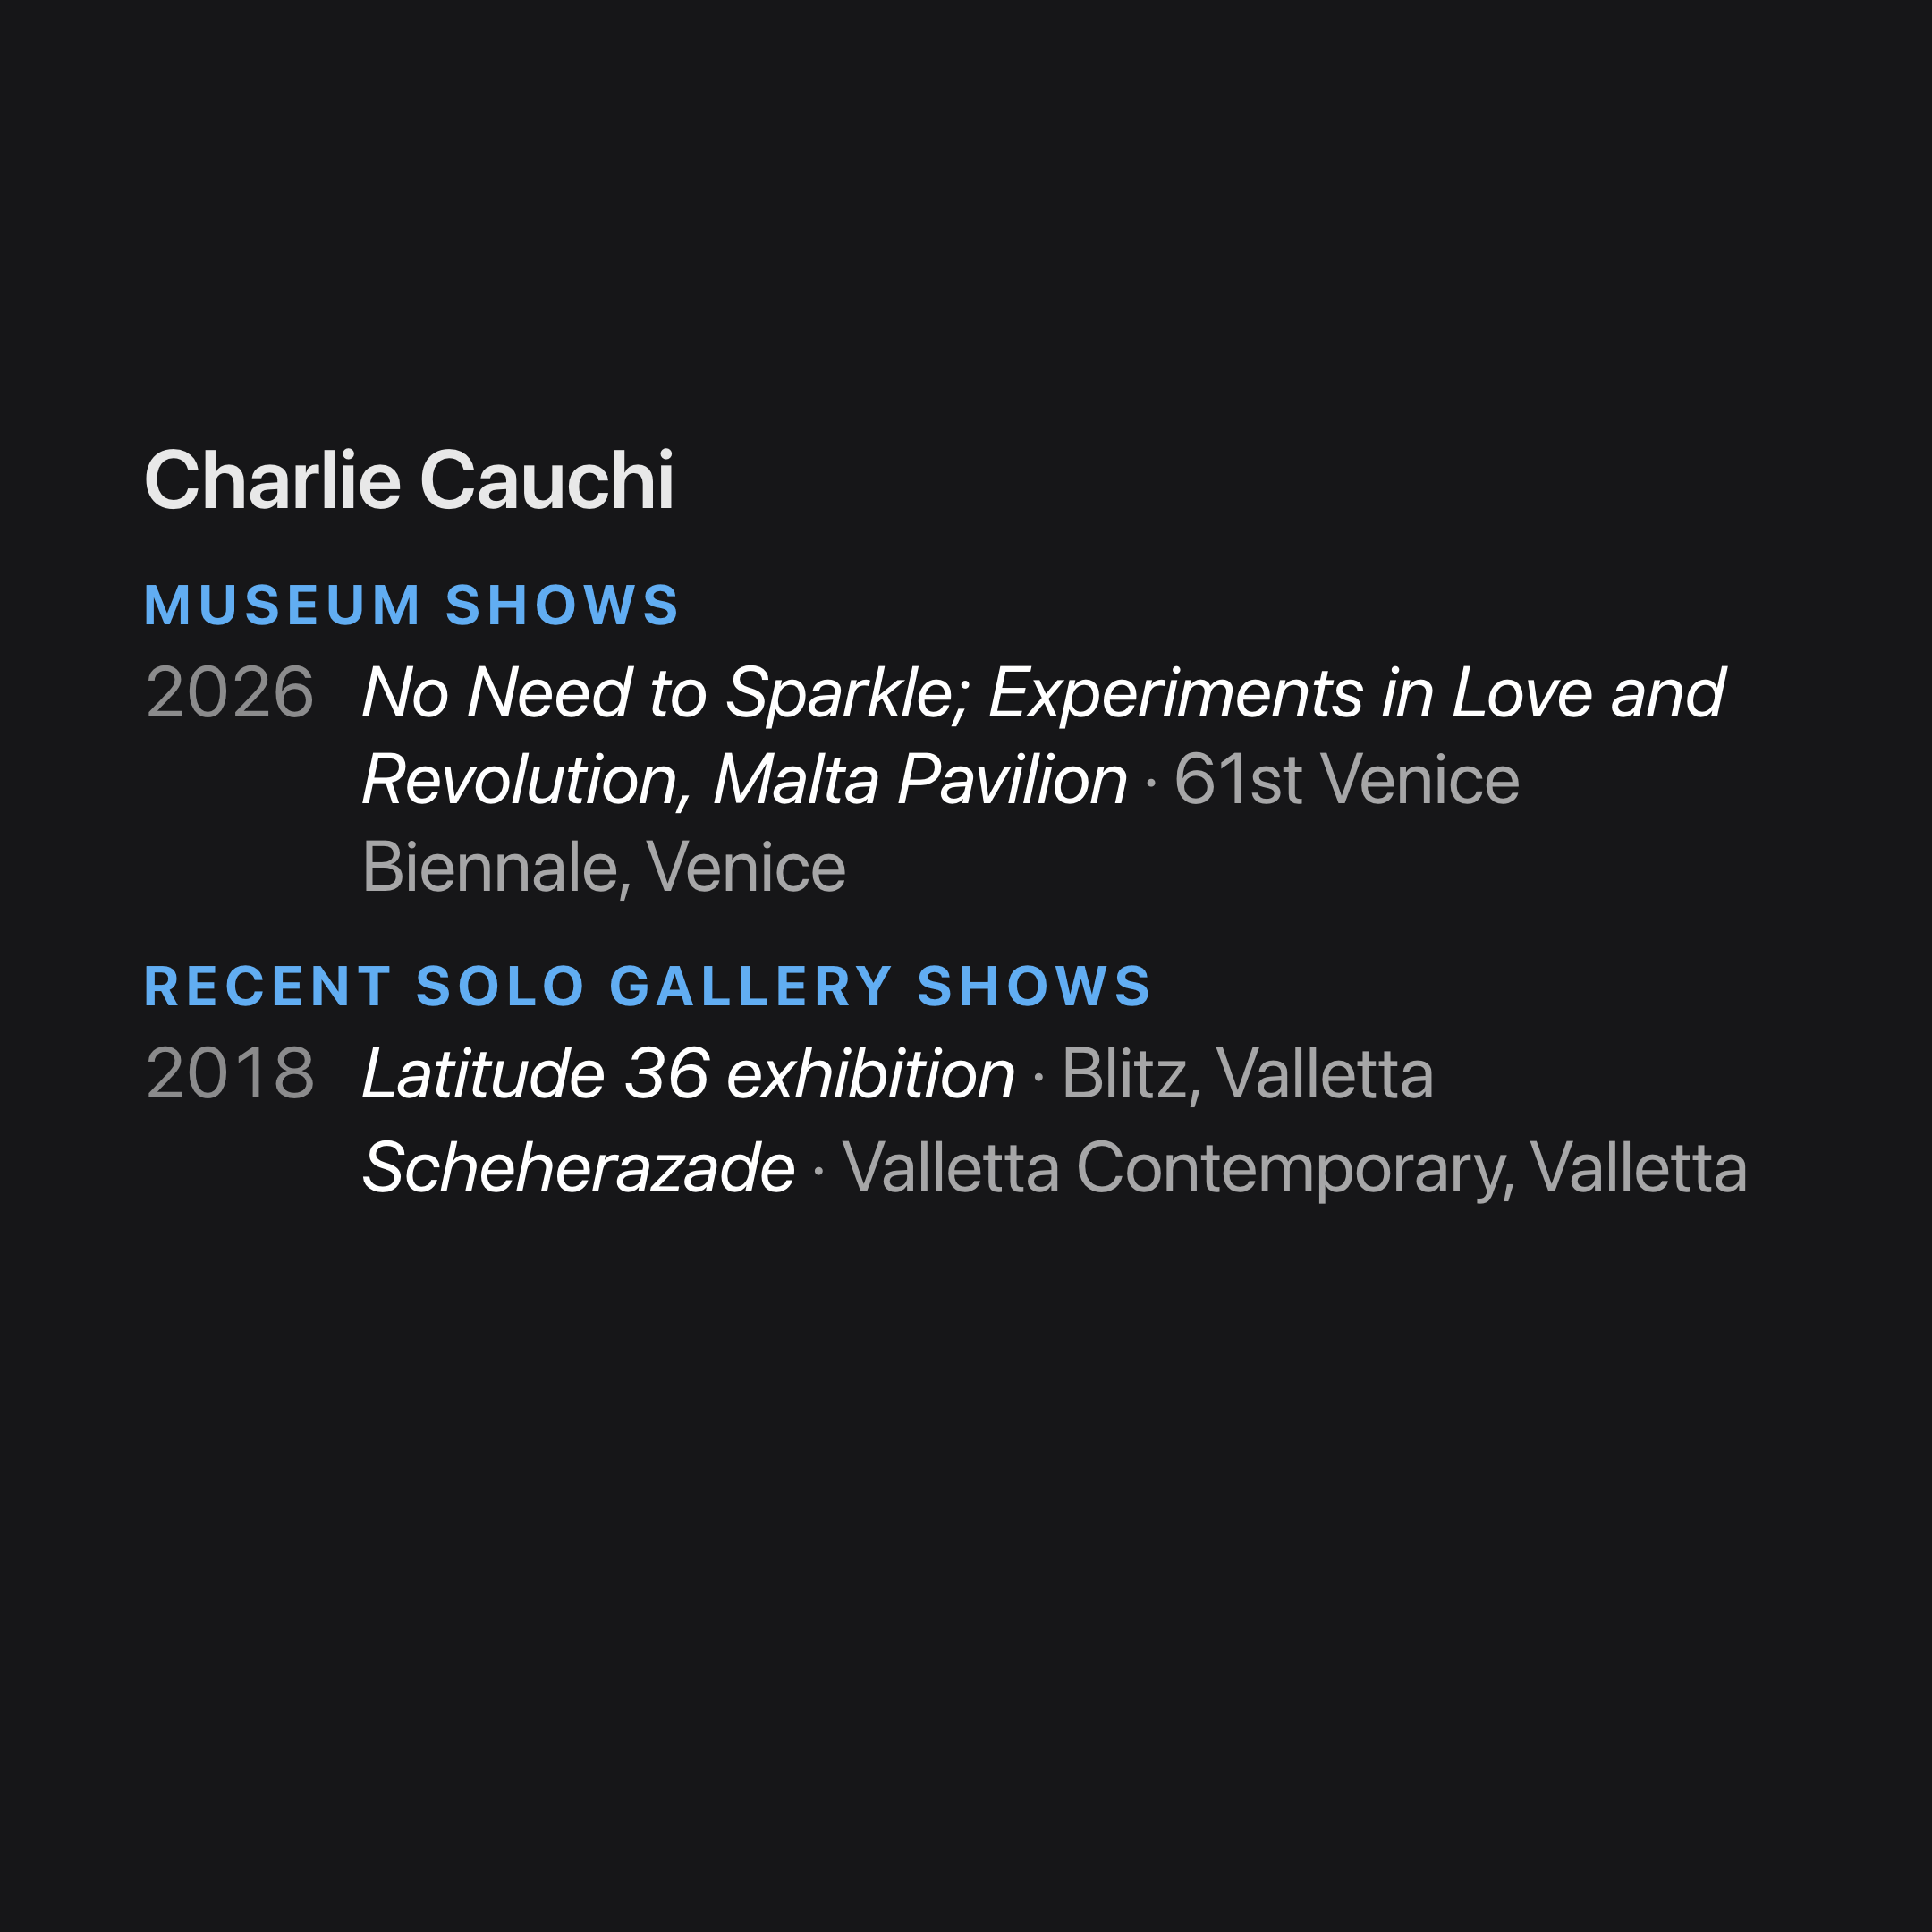 Charlie Cauchi
MUSEUM SHOWS
2026 No Need to Sparkle; Experiments in Love and
Revolution, Malta Pavilion · 61st Venice
Biennale, Venice
RECENT SOLO GALLERY SHOWS
2018 Latitude 36 exhibition · Blitz, Valletta
Scheherazade · Valletta Contemporary, Valletta